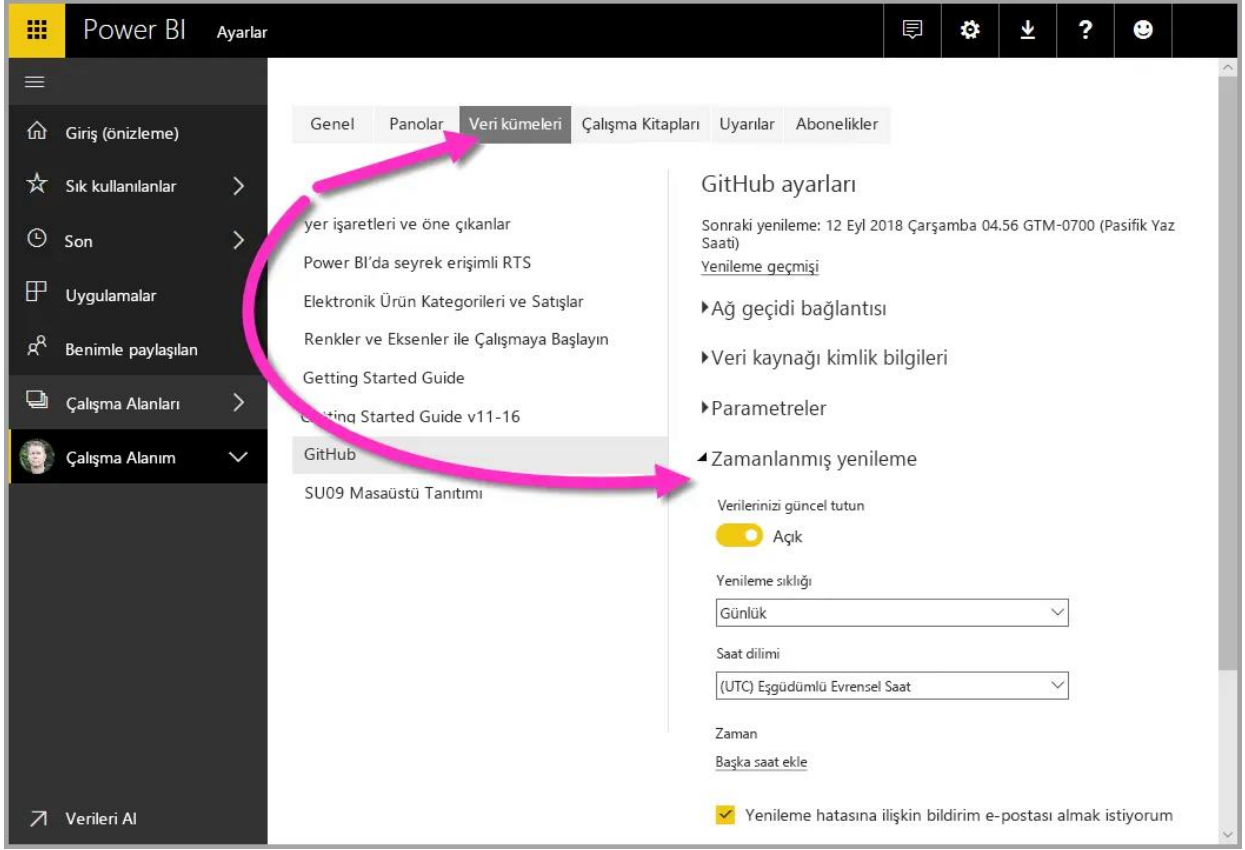 Power BI Ayarlar
?
Giriş (önizleme)
Sık kullanılanlar
Son
Uygulamalar
Benimle paylaşılan
Çalışma Alanları
Çalışma Alanım
Verileri Al
Genel Panolar Veri kümeleri Çalışma Kitapları Uyarılar Abonelikler
yer işaretleri ve öne çıkanlar
Power BI'da seyrek erişimli RTS
Elektronik Ürün Kategorileri ve Satışlar
Renkler ve Eksenler ile Çalışmaya Başlayın
Getting Started Guide
Getting Started Guide v11-16
GitHub
SU09 Masaüstü Tanıtımı
GitHub ayarları
Sonraki yenileme: 12 Eyl 2018 Çarşamba 04.56 GTM-0700 (Pasifik Yaz
Saati)
Yenileme geçmişi
Ağ geçidi bağlantısı
Veri kaynağı kimlik bilgileri
Parametreler
Zamanlanmış yenileme
Verilerinizi güncel tutun
Açık
Yenileme sıklığı
Günlük
Saat dilimi
(UTC) Eşgüdümlü Evrensel Saat
Zaman
Başka saat ekle
Yenileme hatasına ilişkin bildirim e-postası almak istiyorum